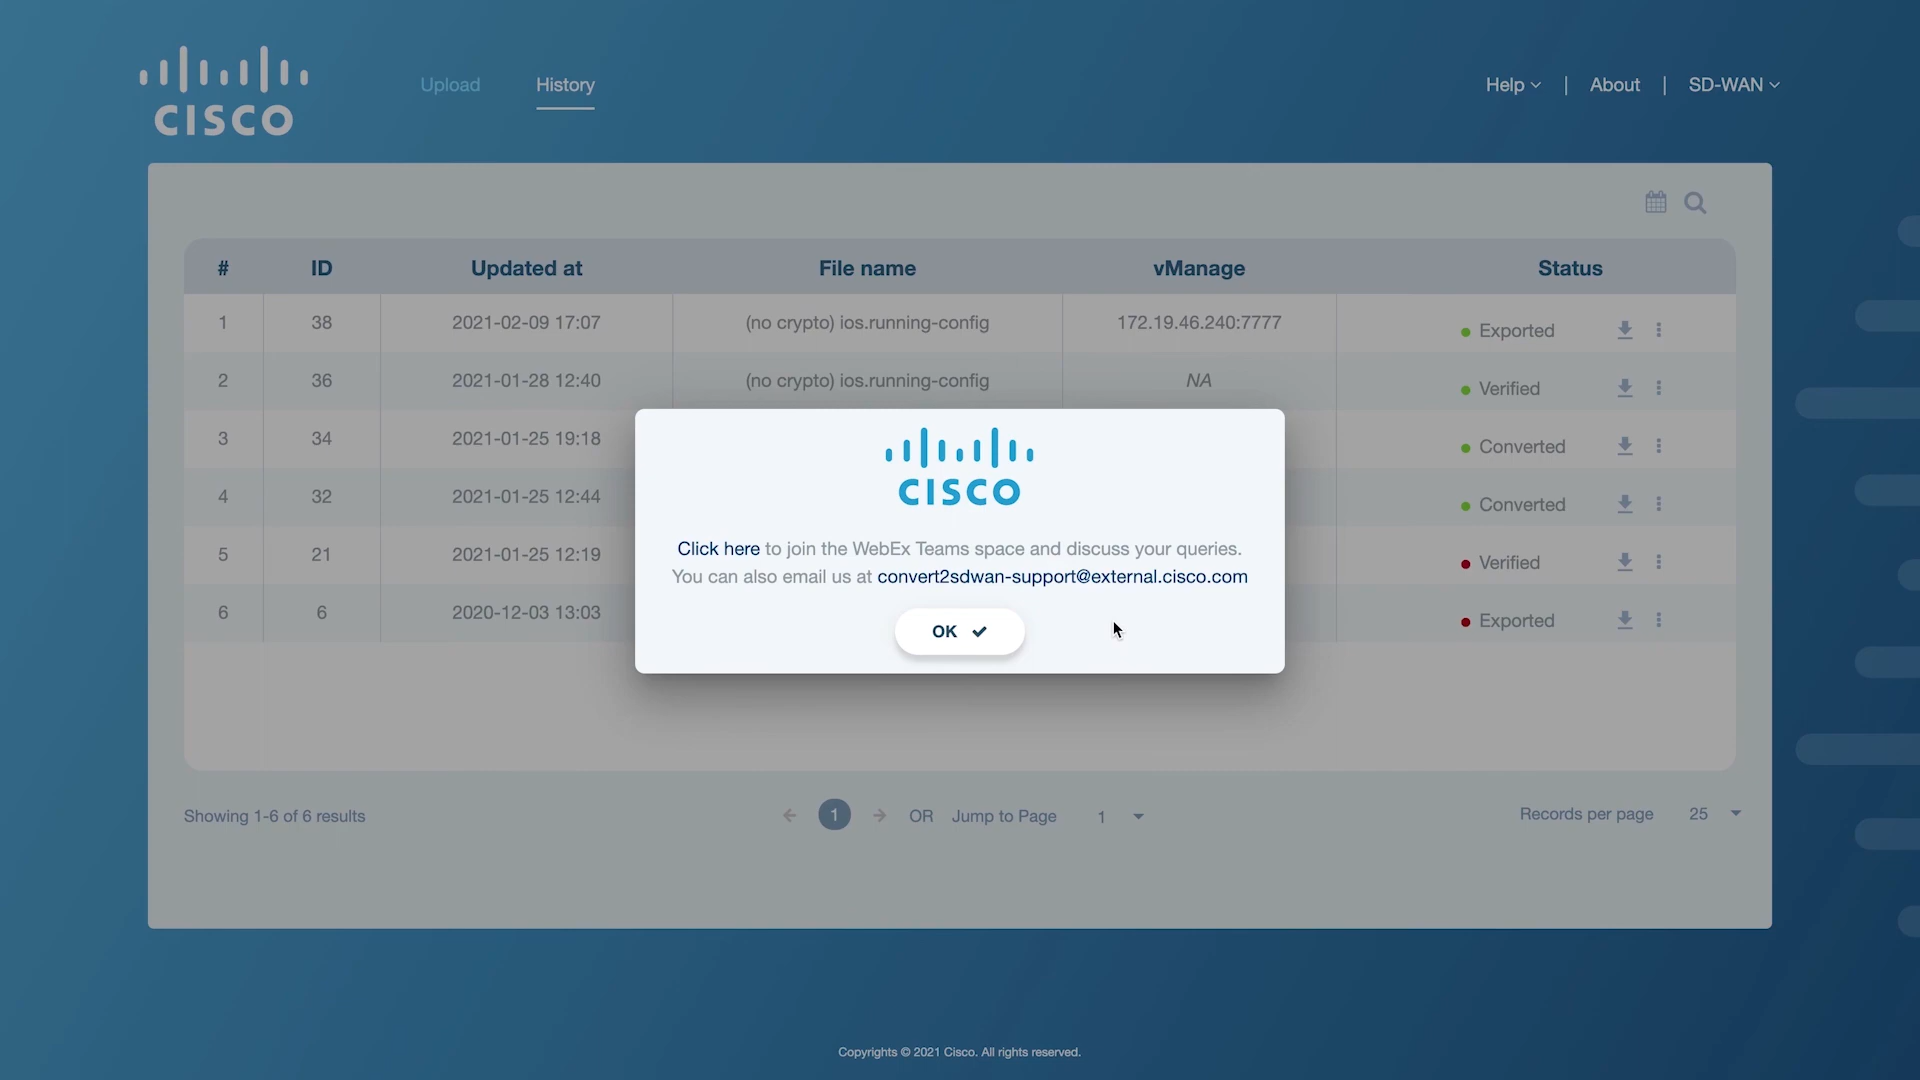 CISCO
Upload
History
Help | About | SD-WAN
# ID Updated at File name vManage Status
1 38 2021-02-09 17:07 (no crypto) ios.running-config 172.19.46.240:7777 Exported
2 36 2021-01-28 12:40 (no crypto) ios.running-config NA Verified
3 34 2021-01-25 19:18 Converted
4 32 2021-01-25 12:44 Converted
5 21 2021-01-25 12:19 Verified
6 6 2020-12-03 13:03 Exported
CISCO
Click here to join the WebEx Teams space and discuss your queries.
You can also email us at convert2sdwan-support@external.cisco.com
OK
Showing 1-6 of 6 results
1 OR Jump to Page 1
Records per page 25
Copyrights © 2021 Cisco. All rights reserved.